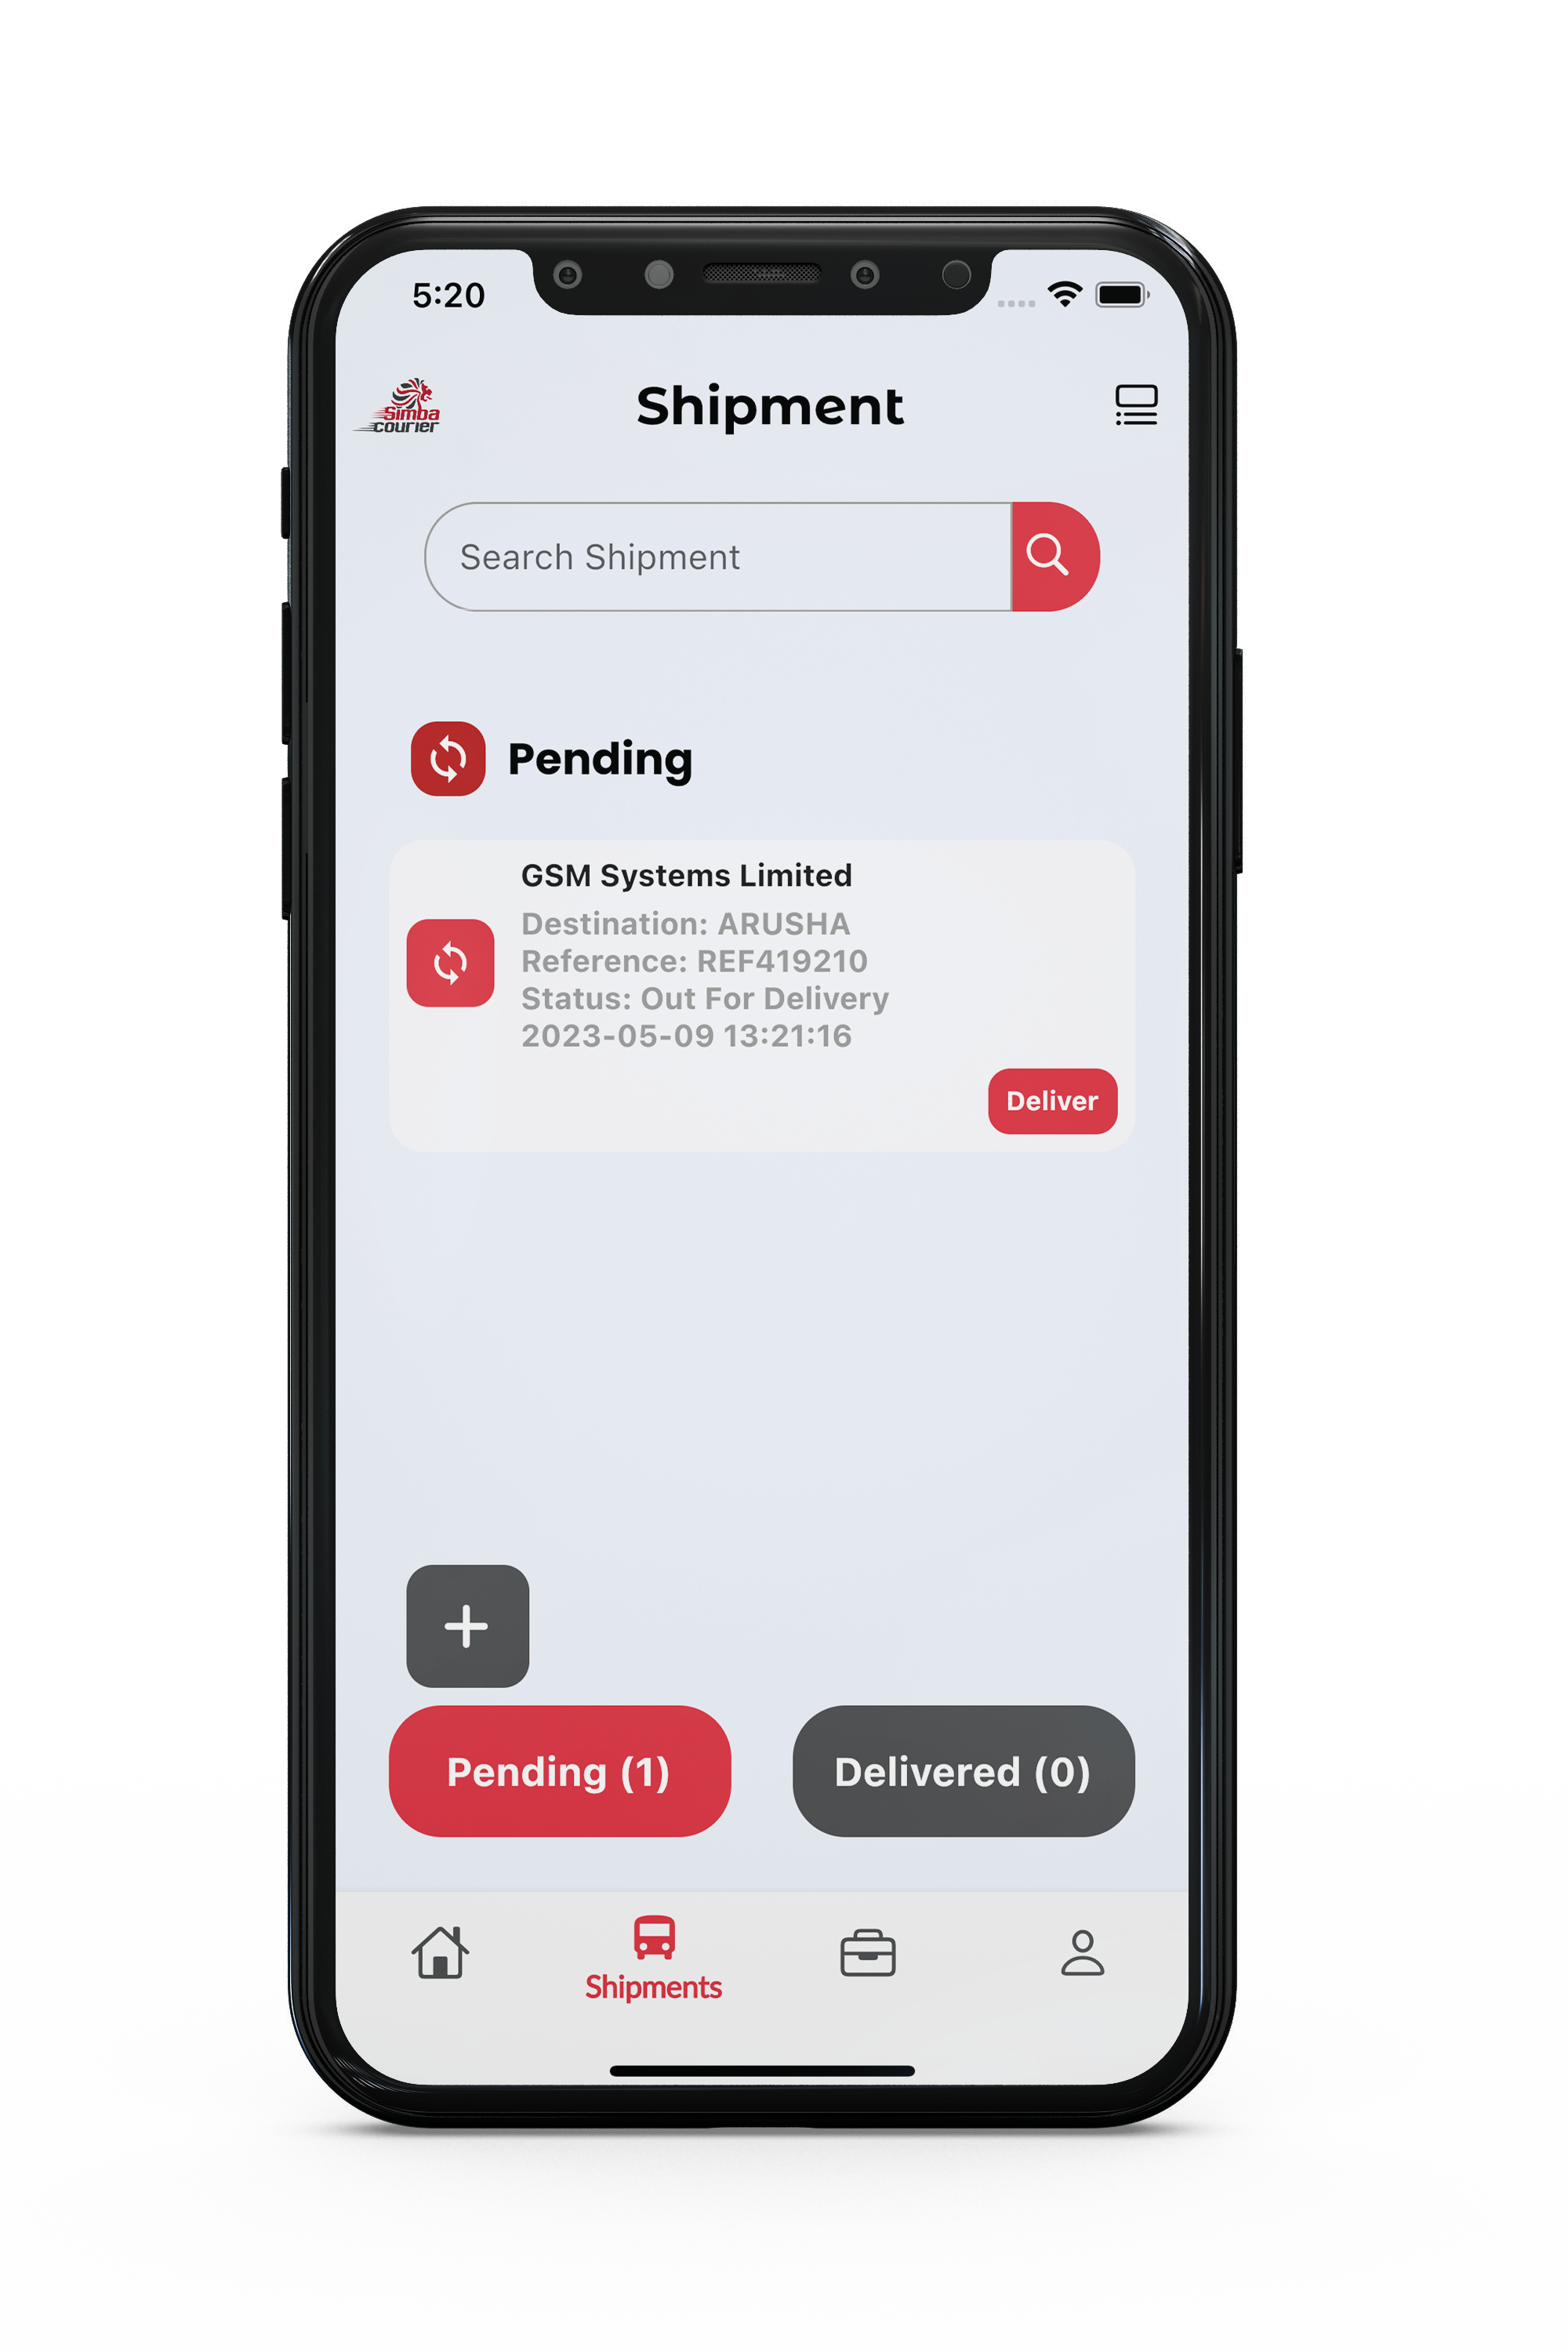 5:20
Simba
courier
Shipment
Search Shipment
Pending
GSM Systems Limited
Destination: ARUSHA
Reference: REF419210
Status: Out For Delivery
2023-05-09 13:21:16
Deliver
Pending (1)
Delivered (0)
Shipments